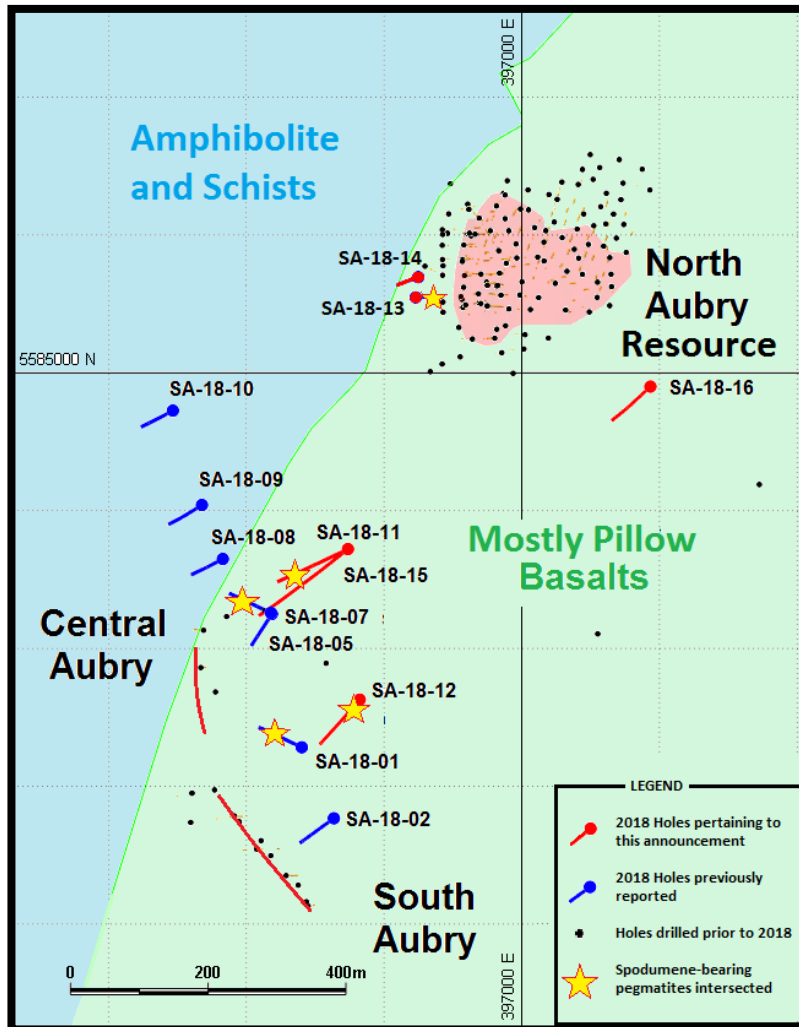 397000 E
Amphibolite
and Schists
SA-18-14
SA-18-13
North
Aubry
Resource
5585000 N
SA-18-10
SA-18-16
SA-18-09
SA-18-08
SA-18-11
Mostly Pillow
Basalts
SA-18-15
Central
Aubry
SA-18-07
SA-18-05
SA-18-12
SA-18-01
SA-18-02
South
Aubry
LEGEND
2018 Holes pertaining to
this announcement
2018 Holes previously
reported
Holes drilled prior to 2018
Spodumene-bearing
pegmatites intersected
0 200 400m
397000 E